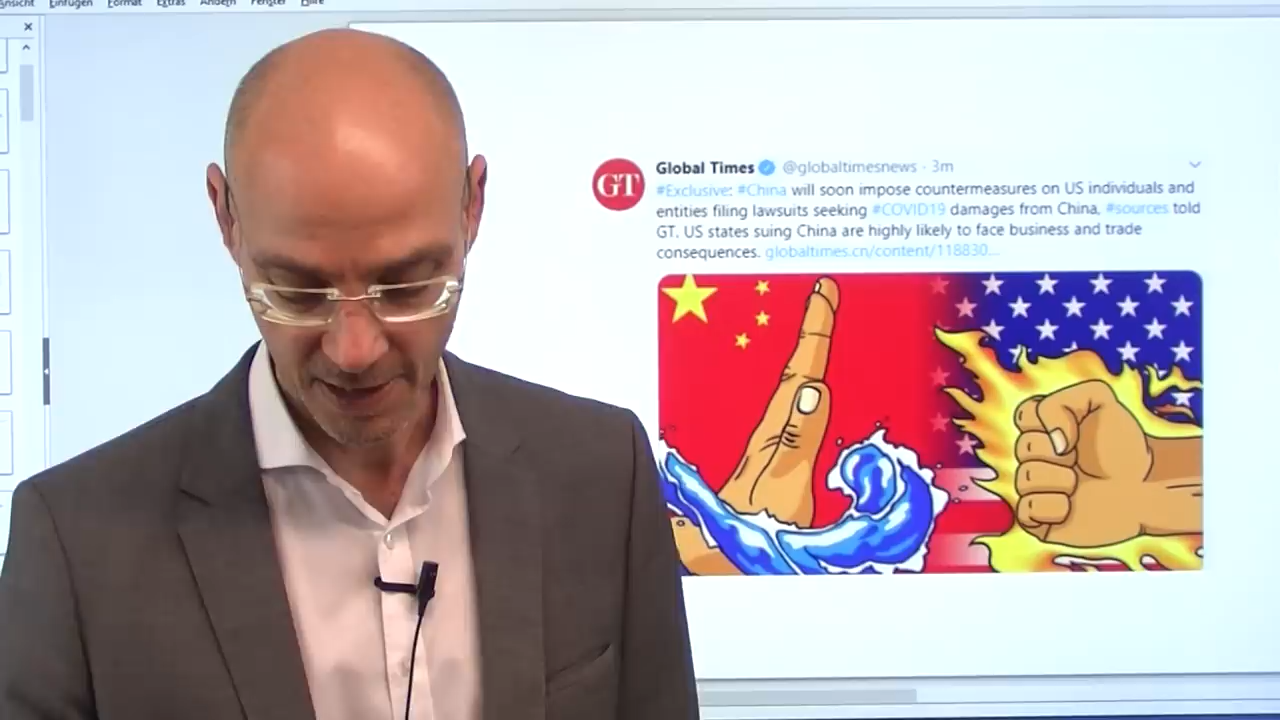 Ansicht Einfügen Format Extras Ändern Fenster Hilfe
GT
Global Times @globaltimesnews · 3m
#Exclusive: #China will soon impose countermeasures on US individuals and
entities filing lawsuits seeking #COVID19 damages from China, #sources told
GT. US states suing China are highly likely to face business and trade
consequences. globaltimes.cn/content/118830...